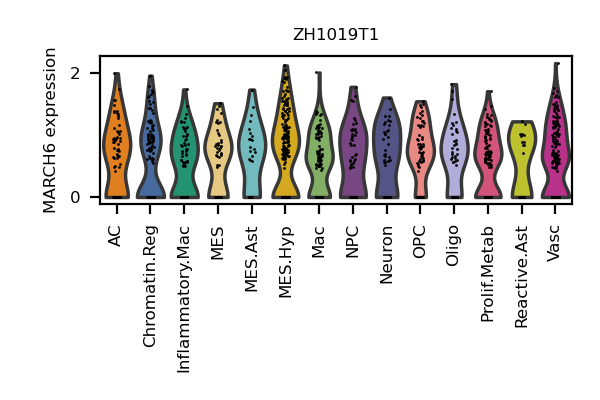 ZH1019T1
MARCH6 expression
2
0
AC
Chromatin.Reg
Inflammatory.Mac
MES
MES.Ast
MES.Hyp
Mac
NPC
Neuron
OPC
Oligo
Prolif.Metab
Reactive.Ast
Vasc